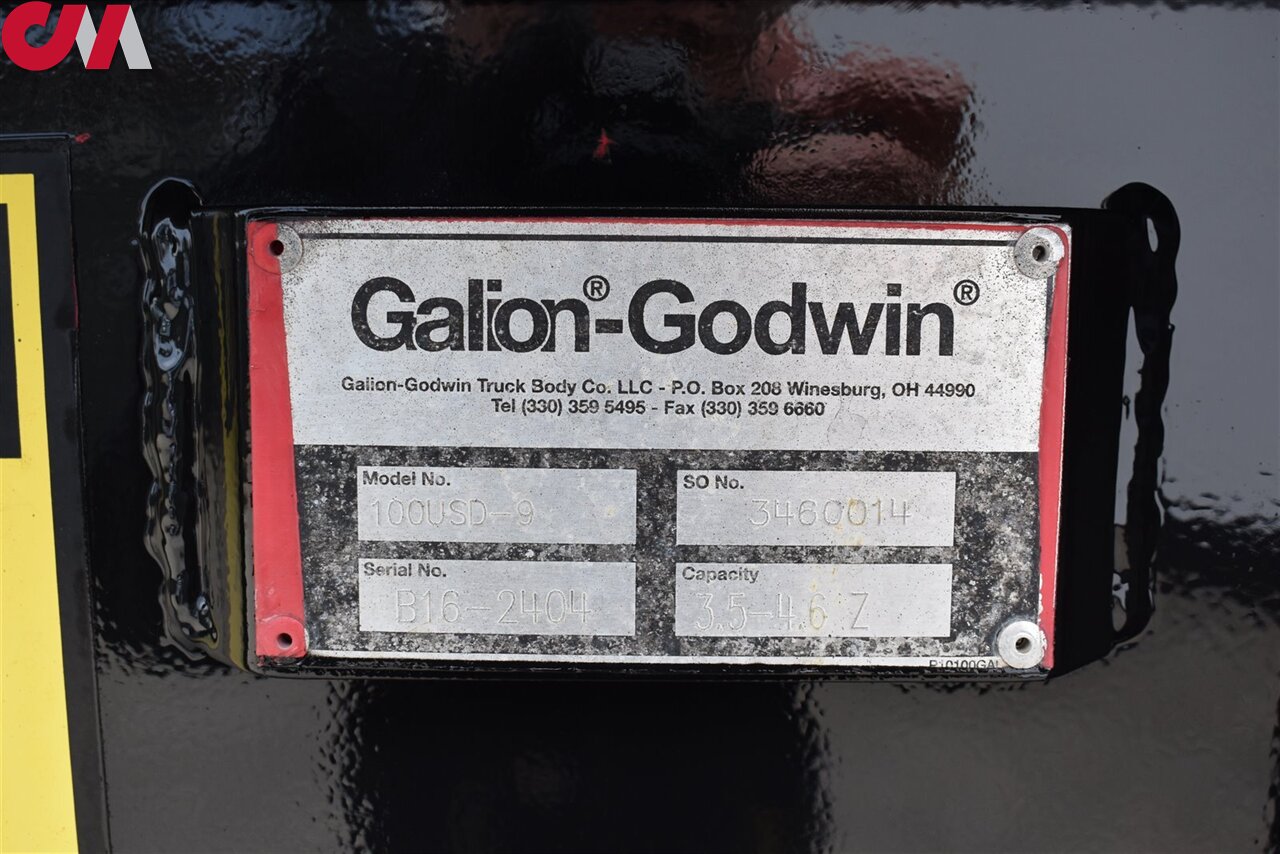 CM
Galion®-Godwin®
Galion-Godwin Truck Body Co. LLC - P.O. Box 208 Winesburg, OH 44990
Tel (330) 359 5495 - Fax (330) 359 6660
Model No.
100USD-9
SO No.
3460014
Serial No.
B16-2404
Capacity
3.5-4.6 Z